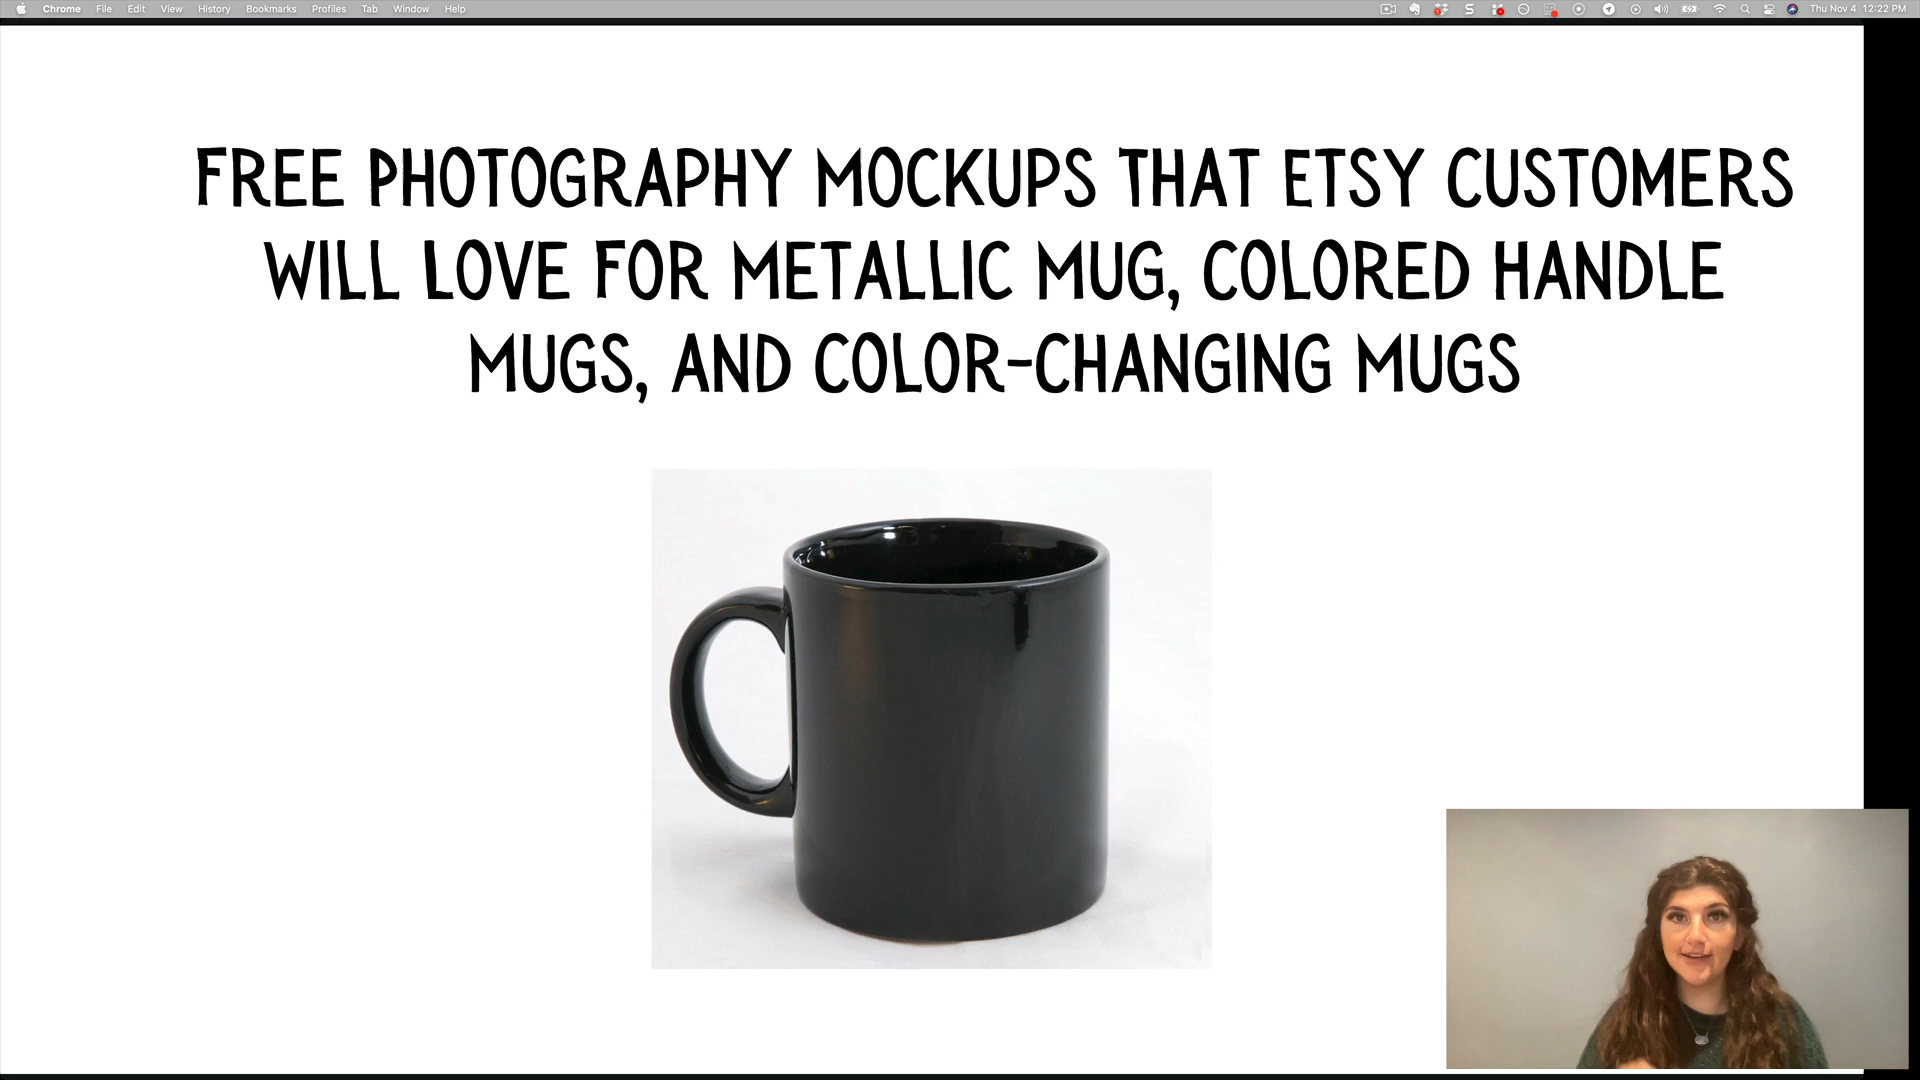 Chrome File Edit View History Bookmarks Profiles Tab Window Help Thu Nov 4 12:22 PM
FREE PHOTOGRAPHY MOCKUPS THAT ETSY CUSTOMERS
WILL LOVE FOR METALLIC MUG, COLORED HANDLE
MUGS, AND COLOR-CHANGING MUGS